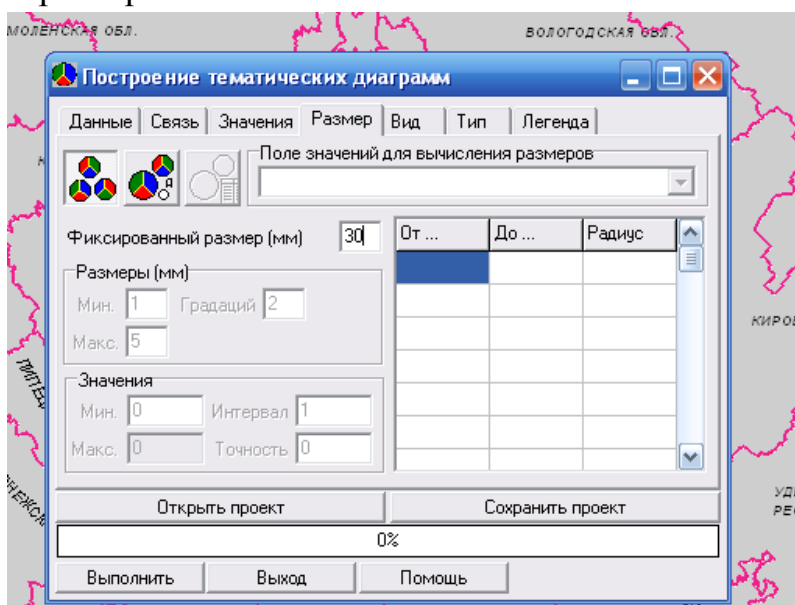 МОЛЕНСКАЯ ОБЛ.
ВОЛОГОДСКАЯ ОБЛ.
Построение тематических диаграмм
Данные Связь Значения Размер Вид Тип Легенда
Поле значений для вычисления размеров
Фиксированный размер (мм) 30
От ... До ... Радиус
Размеры (мм)
Мин. 1 Градаций 2
Макс. 5
Значения
Мин. 0 Интервал 1
Макс. 0 Точность 0
КИРО
Открыть проект Сохранить проект
0%
Выполнить Выход Помощь
УД
РЕ